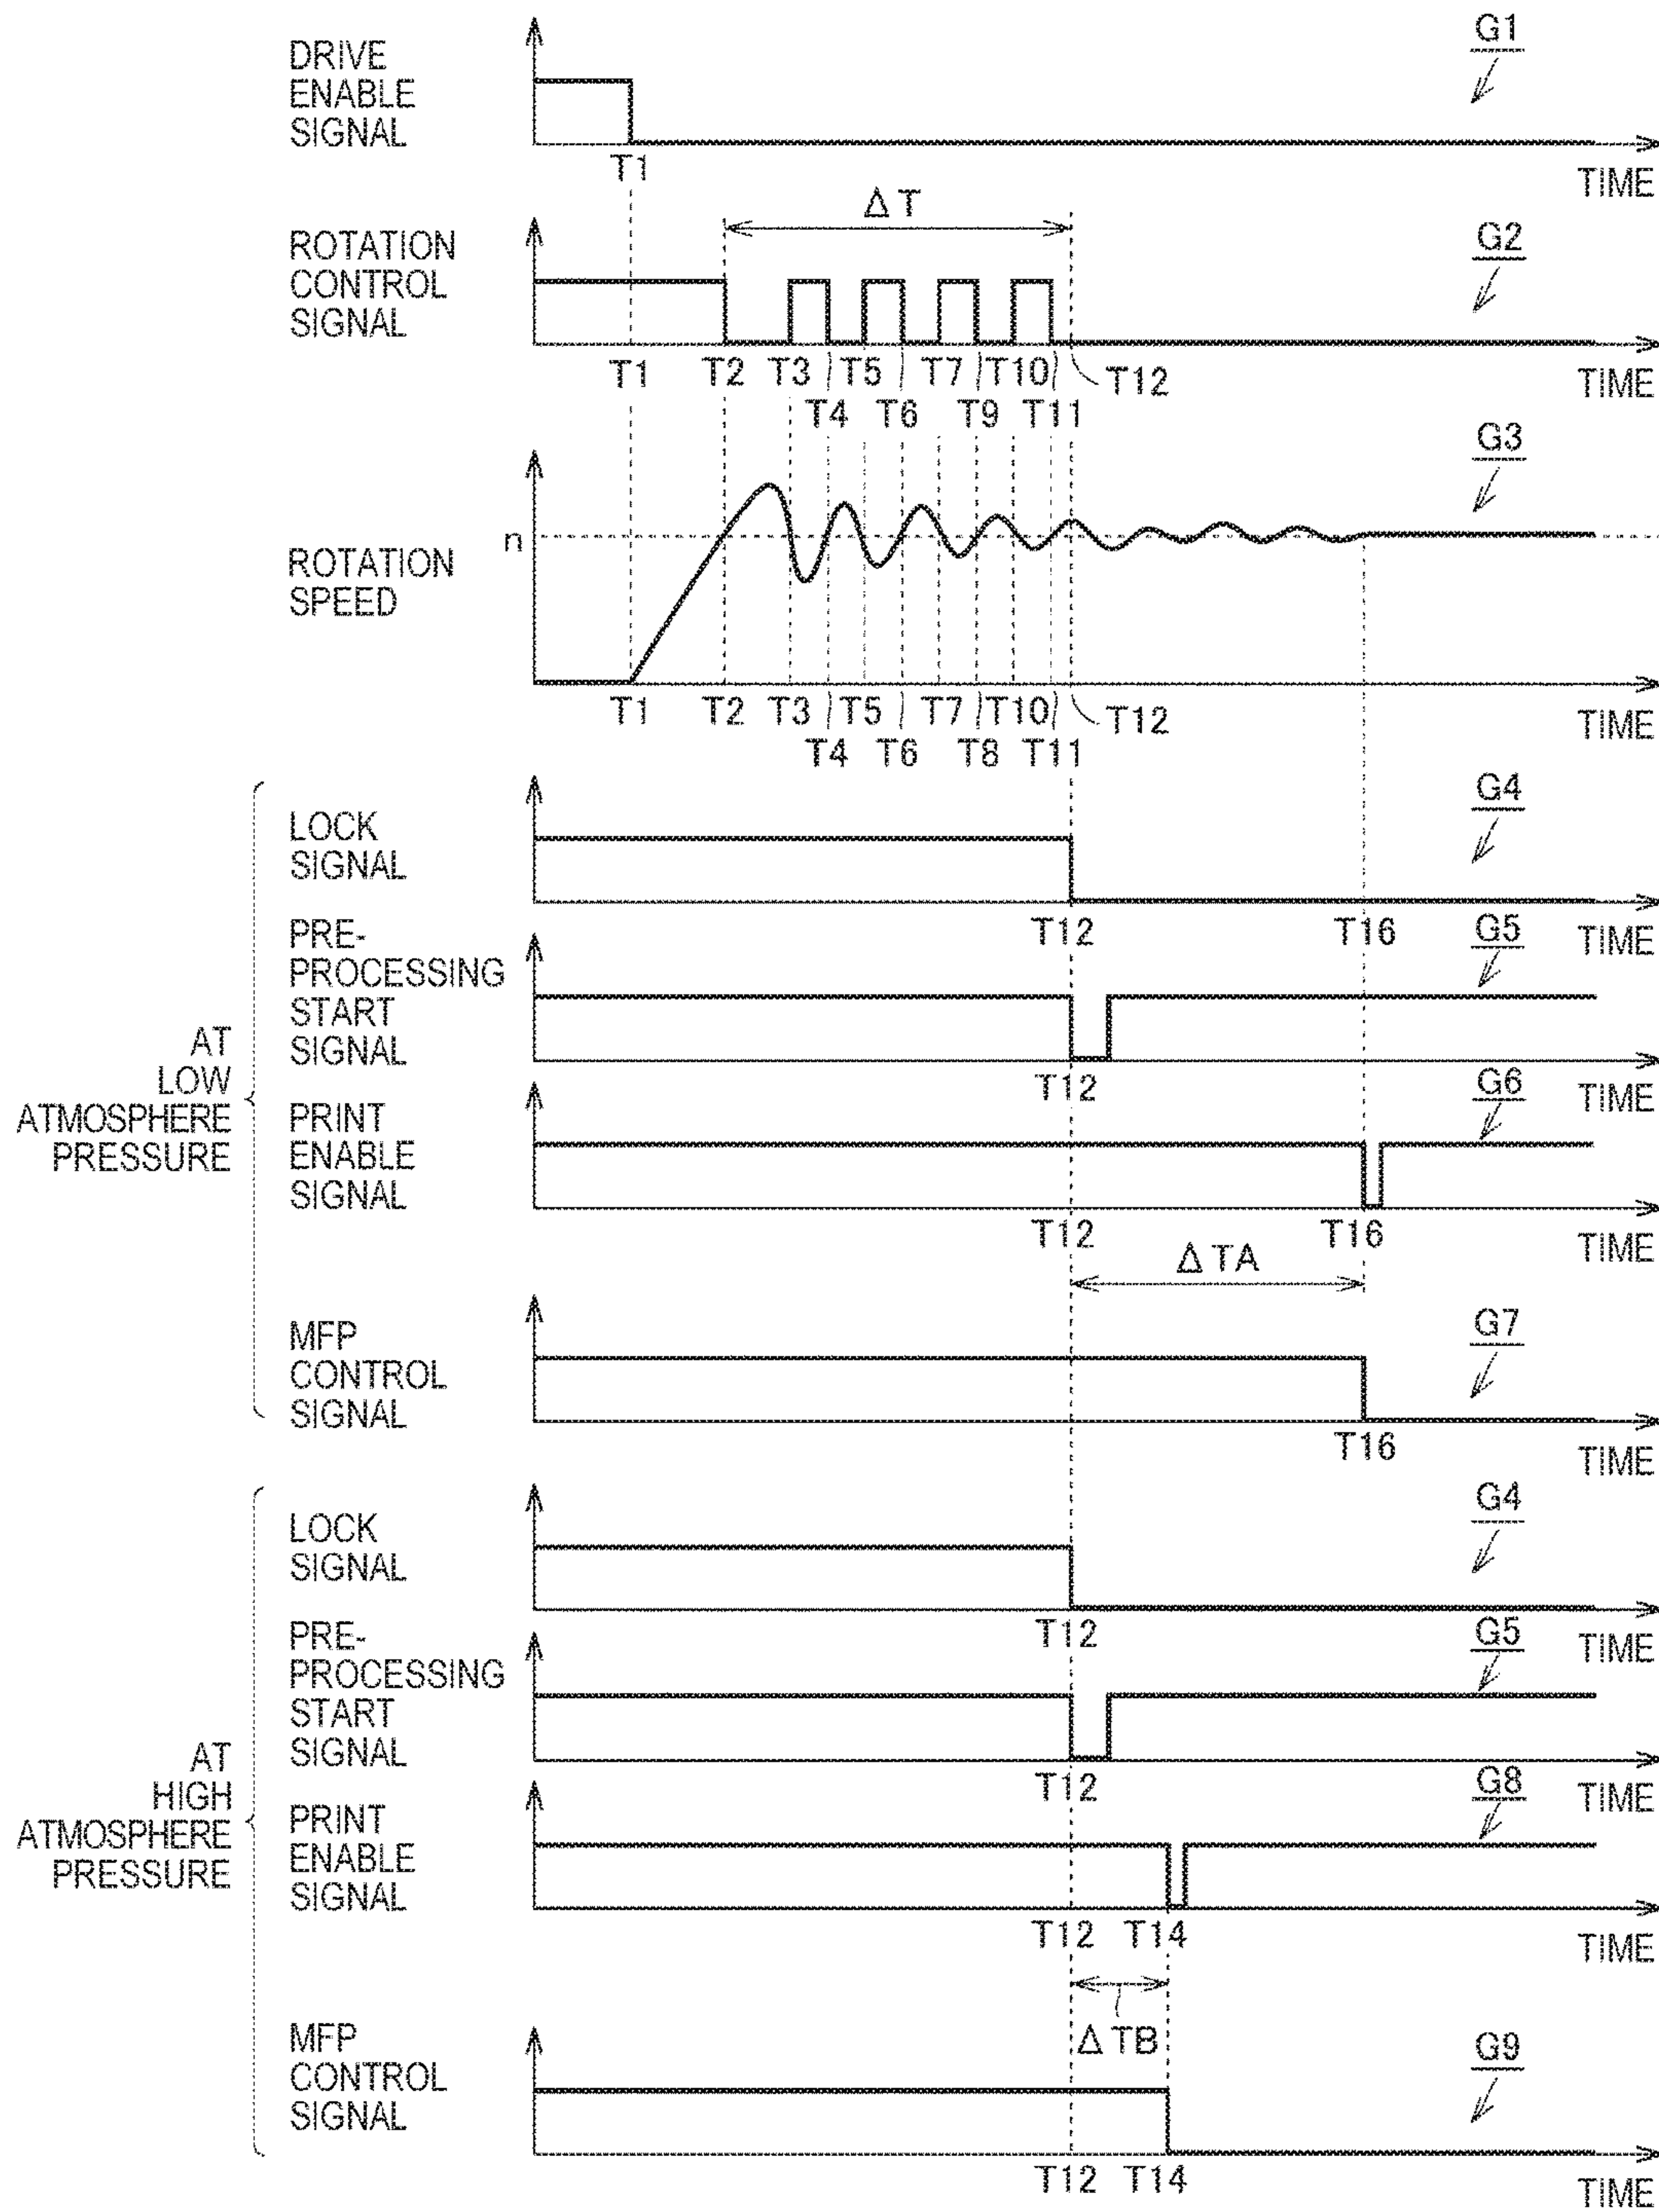 DRIVE
ENABLE
SIGNAL
G1
T1
TIME
ΔT
ROTATION
CONTROL
SIGNAL
G2
T1 T2 T3 T5 T7 T10 T12
T4 T6 T9 T11
TIME
G3
n
ROTATION
SPEED
T1 T2 T3 T5 T7 T10 T12
T4 T6 T8 T11
TIME
AT
LOW
ATMOSPHERE
PRESSURE
LOCK
SIGNAL
G4
T12 T16
TIME
PRE-
PROCESSING
START
SIGNAL
G5
T12
TIME
PRINT
ENABLE
SIGNAL
G6
T12 T16
TIME
ΔTA
MFP
CONTROL
SIGNAL
G7
T16
TIME
AT
HIGH
ATMOSPHERE
PRESSURE
LOCK
SIGNAL
G4
T12
TIME
PRE-
PROCESSING
START
SIGNAL
G5
T12
TIME
PRINT
ENABLE
SIGNAL
G8
T12 T14
TIME
ΔTB
MFP
CONTROL
SIGNAL
G9
T12 T14
TIME